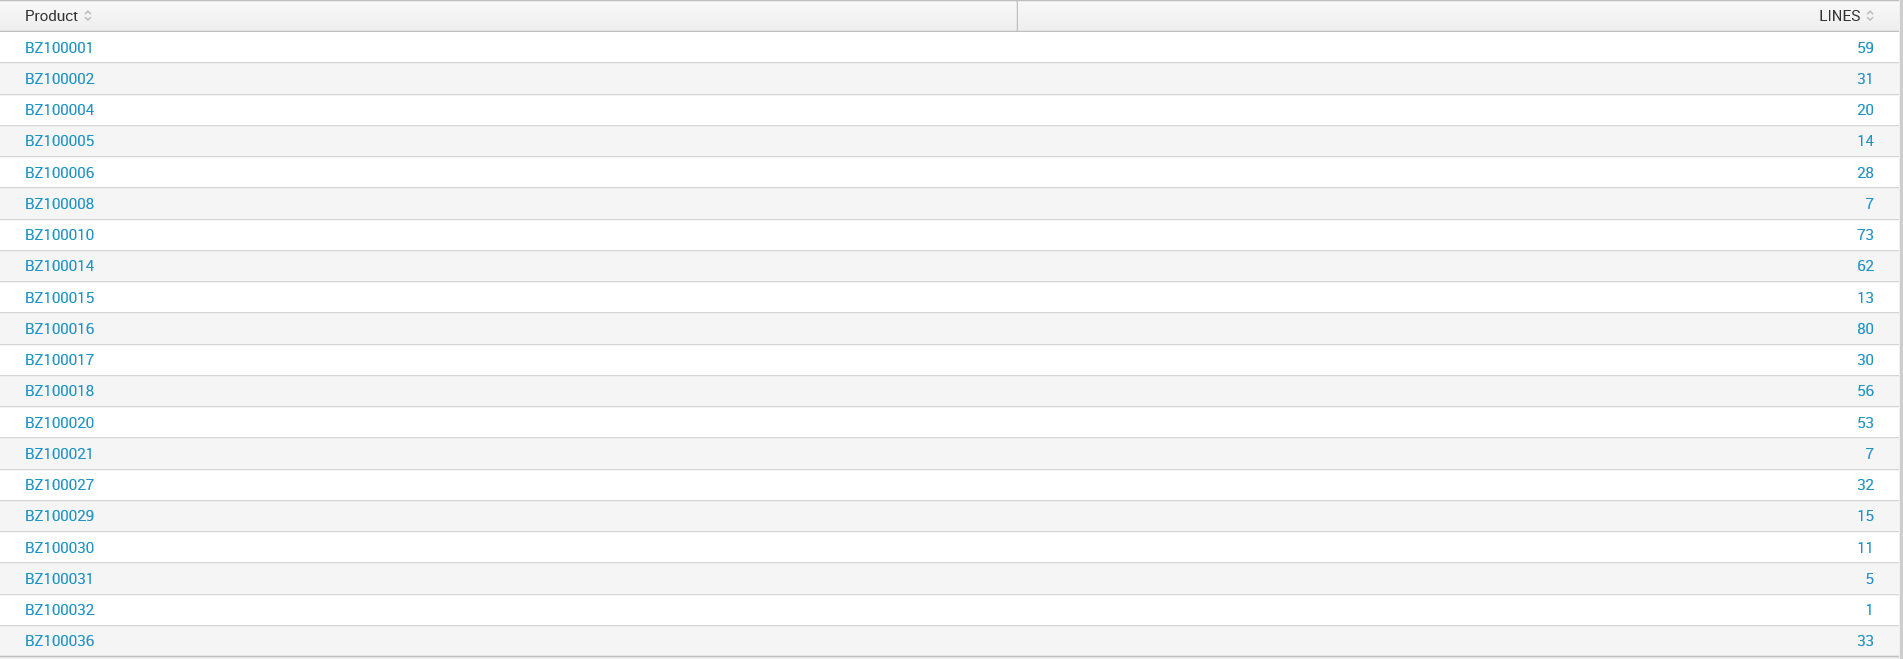 Product LINES
BZ100001 59
BZ100002 31
BZ100004 20
BZ100005 14
BZ100006 28
BZ100008 7
BZ100010 73
BZ100014 62
BZ100015 13
BZ100016 80
BZ100017 30
BZ100018 56
BZ100020 53
BZ100021 7
BZ100027 32
BZ100029 15
BZ100030 11
BZ100031 5
BZ100032 1
BZ100036 33